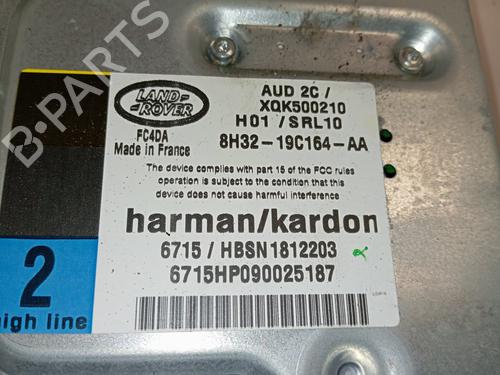 B-PARTS
LAND-
-ROVER
AUD 2C /
XQK500210
H01 / SRL10
FC4DA
Made in France
8H32-19C164-AA
The device complies with part 15 of the FCC rules
operation is subject to the condition that this
device does not cause harmful interference
harman/kardon
6715 / HBSN1812203
6715HP090025187
2
high line